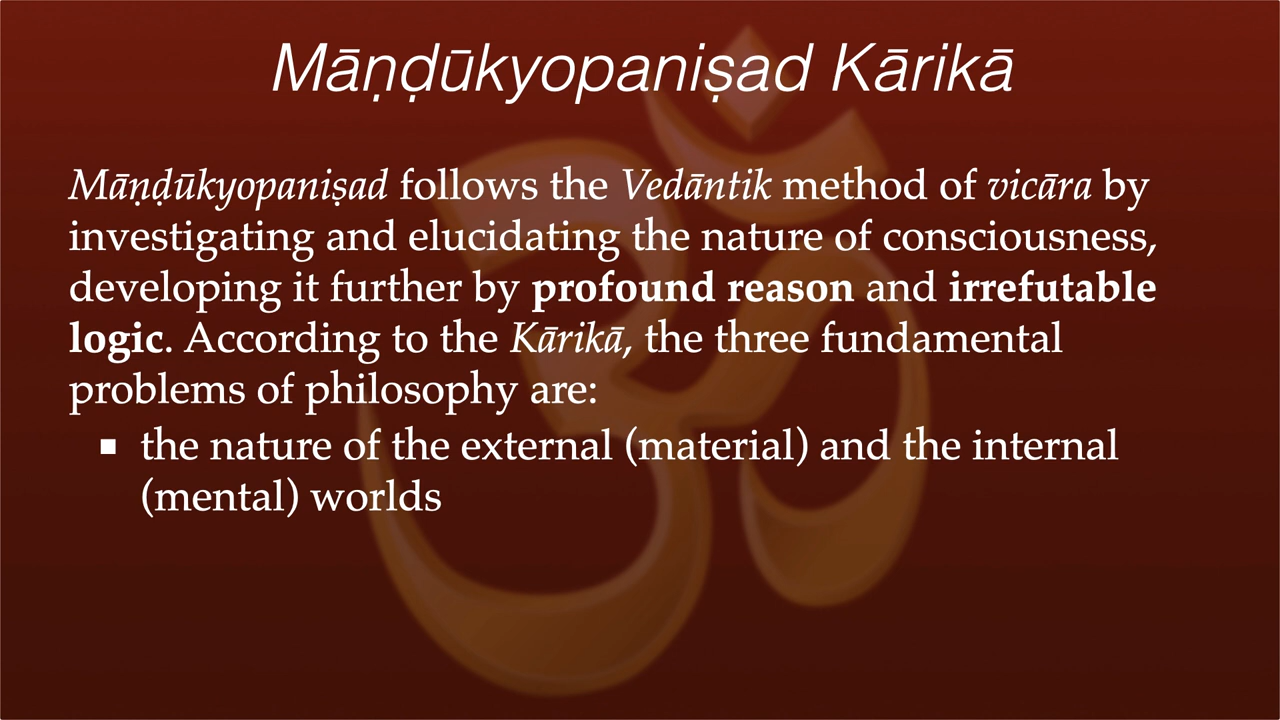 Māṇḍūkyopaniṣad Kārikā
Māṇḍūkyopaniṣad follows the Vedāntik method of vicāra by
investigating and elucidating the nature of consciousness,
developing it further by profound reason and irrefutable
logic. According to the Kārikā, the three fundamental
problems of philosophy are:
▪ the nature of the external (material) and the internal
(mental) worlds